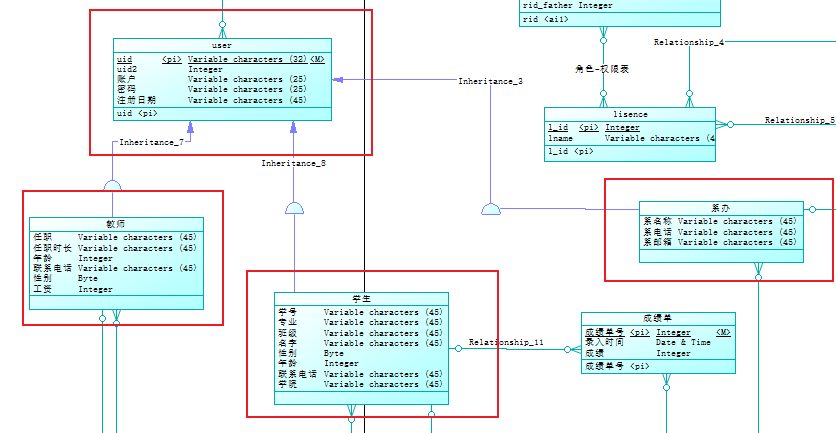 rid_father Integer
rid <ai1>
Relationship_4
角色-权限表
user
uid <pi> Variable characters (32) <M>
uid2 Integer
账户 Variable characters (25)
密码 Variable characters (25)
注册日期 Variable characters (45)
uid <pi>
Inheritance_3
lisence
l_id <pi> Integer
lname Variable characters (4
l_id <pi>
Relationship_5
Inheritance_7
Inheritance_8
教师
任职 Variable characters (45)
任职时长 Variable characters (45)
年龄 Integer
联系电话 Variable characters (45)
性别 Byte
工资 Integer
系办
系名称 Variable characters (45)
系电话 Variable characters (45)
系邮箱 Variable characters (45)
学生
学号 Variable characters (45)
专业 Variable characters (45)
班级 Variable characters (45)
名字 Variable characters (45)
性别 Byte
年龄 Integer
联系电话 Variable characters (45)
学院 Variable characters (45)
Relationship_11
成绩单
成绩单号 <pi> Integer <M>
录入时间 Date & Time
成绩 Integer
成绩单号 <pi>